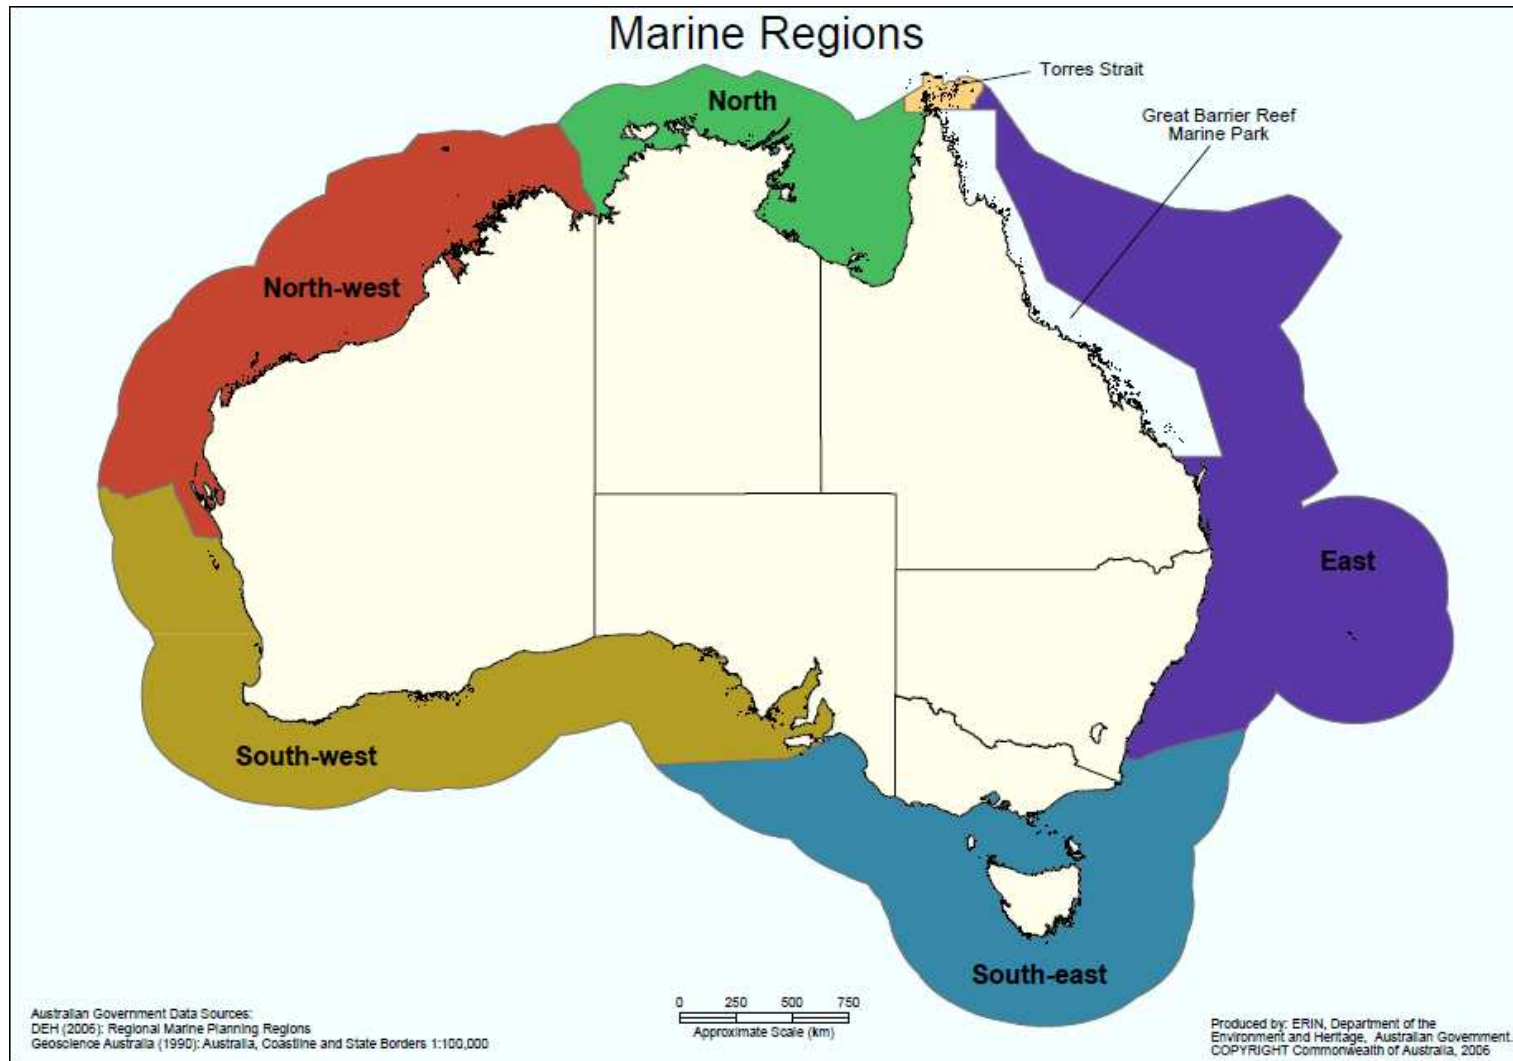 Marine Regions
Torres Strait
North
Great Barrier Reef
Marine Park
North-west
East
South-west
South-east
0 250 500 750
Approximate Scale (km)
Australian Government Data Sources:
DEH (2006): Regional Marine Planning Regions
Geoscience Australia (1990): Australia, Coastline and State Borders 1:100,000
Produced by: ERIN, Department of the
Environment and Heritage, Australian Government.
COPYRIGHT Commonwealth of Australia, 2006